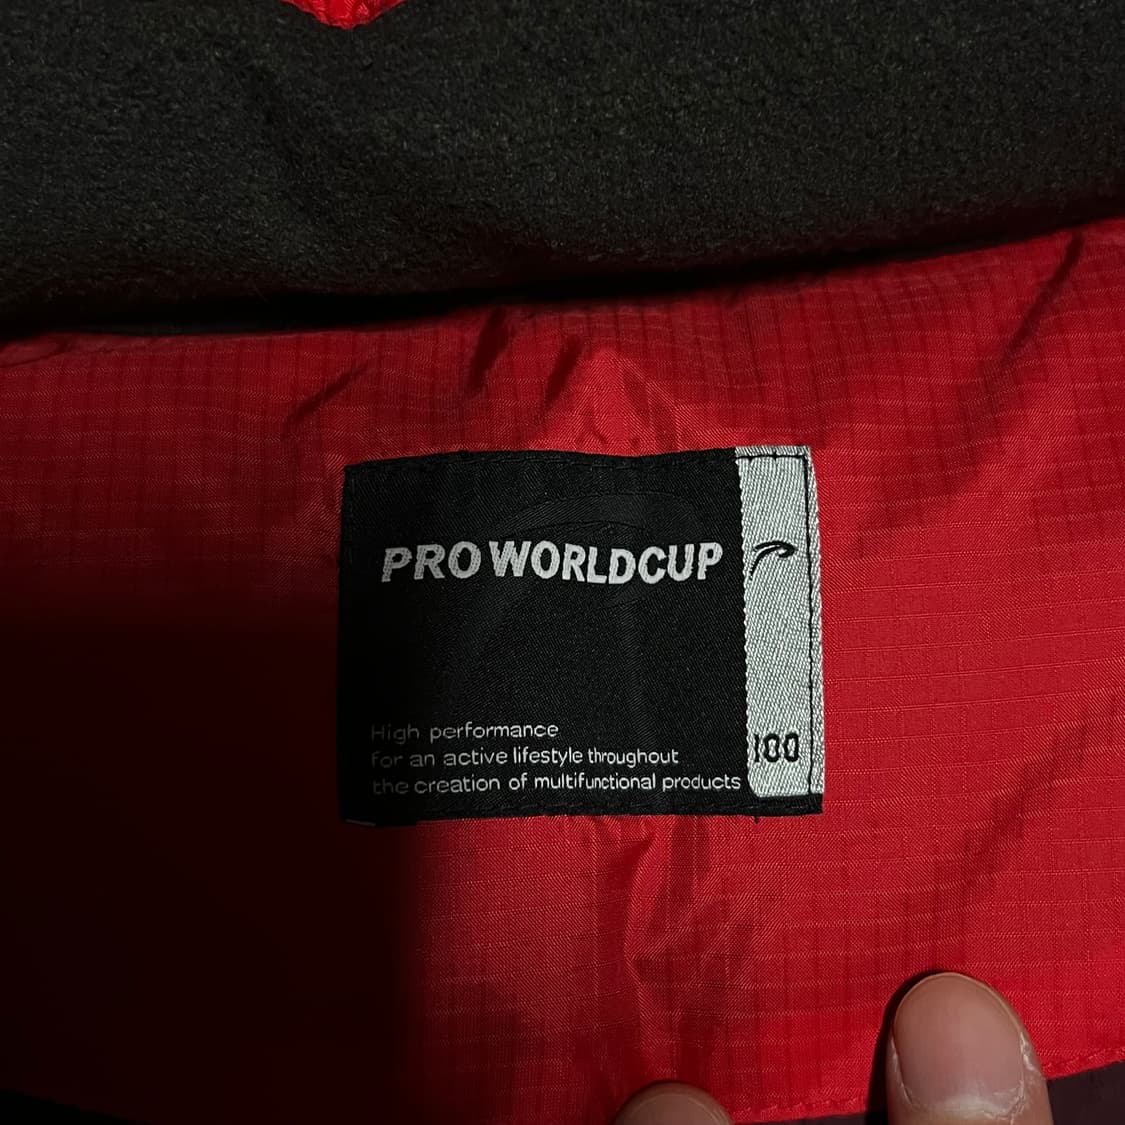 PRO WORLDCUP
High performance
for an active lifestyle throughout
the creation of multifunctional products
100